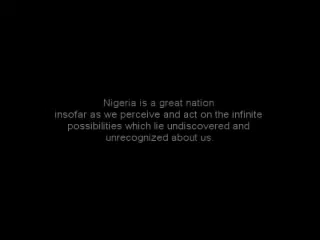 Nigeria is a great nation
insofar as we perceive and act on the infinite
possibilities which lie undiscovered and
unrecognized about us.